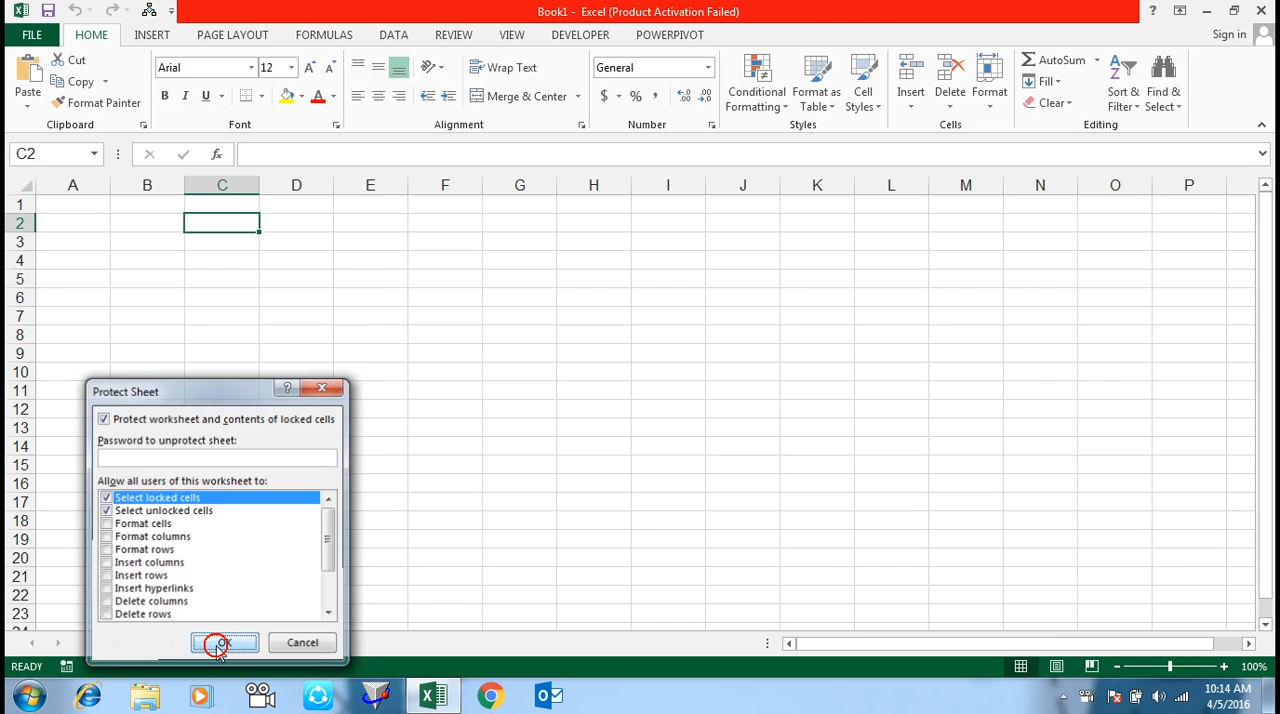 Book1 - Excel (Product Activation Failed)
FILE HOME INSERT PAGE LAYOUT FORMULAS DATA REVIEW VIEW DEVELOPER POWERPIVOT Sign in
Cut
Copy
Format Painter
Paste
Clipboard
Arial 12
B I U
Font
Wrap Text
Merge & Center
Alignment
General
$ % ,
Number
Conditional Formatting
Format as Table
Cell Styles
Styles
Insert Delete Format
Cells
AutoSum
Fill
Clear
Sort & Filter
Find & Select
Editing
C2
fx
A B C D E F G H I J K L M N O P
1
2
3
4
5
6
7
8
9
10
11
12
13
14
15
16
17
18
19
20
21
22
23
24
Protect Sheet
Protect worksheet and contents of locked cells
Password to unprotect sheet:
Allow all users of this worksheet to:
Select locked cells
Select unlocked cells
Format cells
Format columns
Format rows
Insert columns
Insert rows
Insert hyperlinks
Delete columns
Delete rows
OK Cancel
READY 100%
10:14 AM
4/5/2016